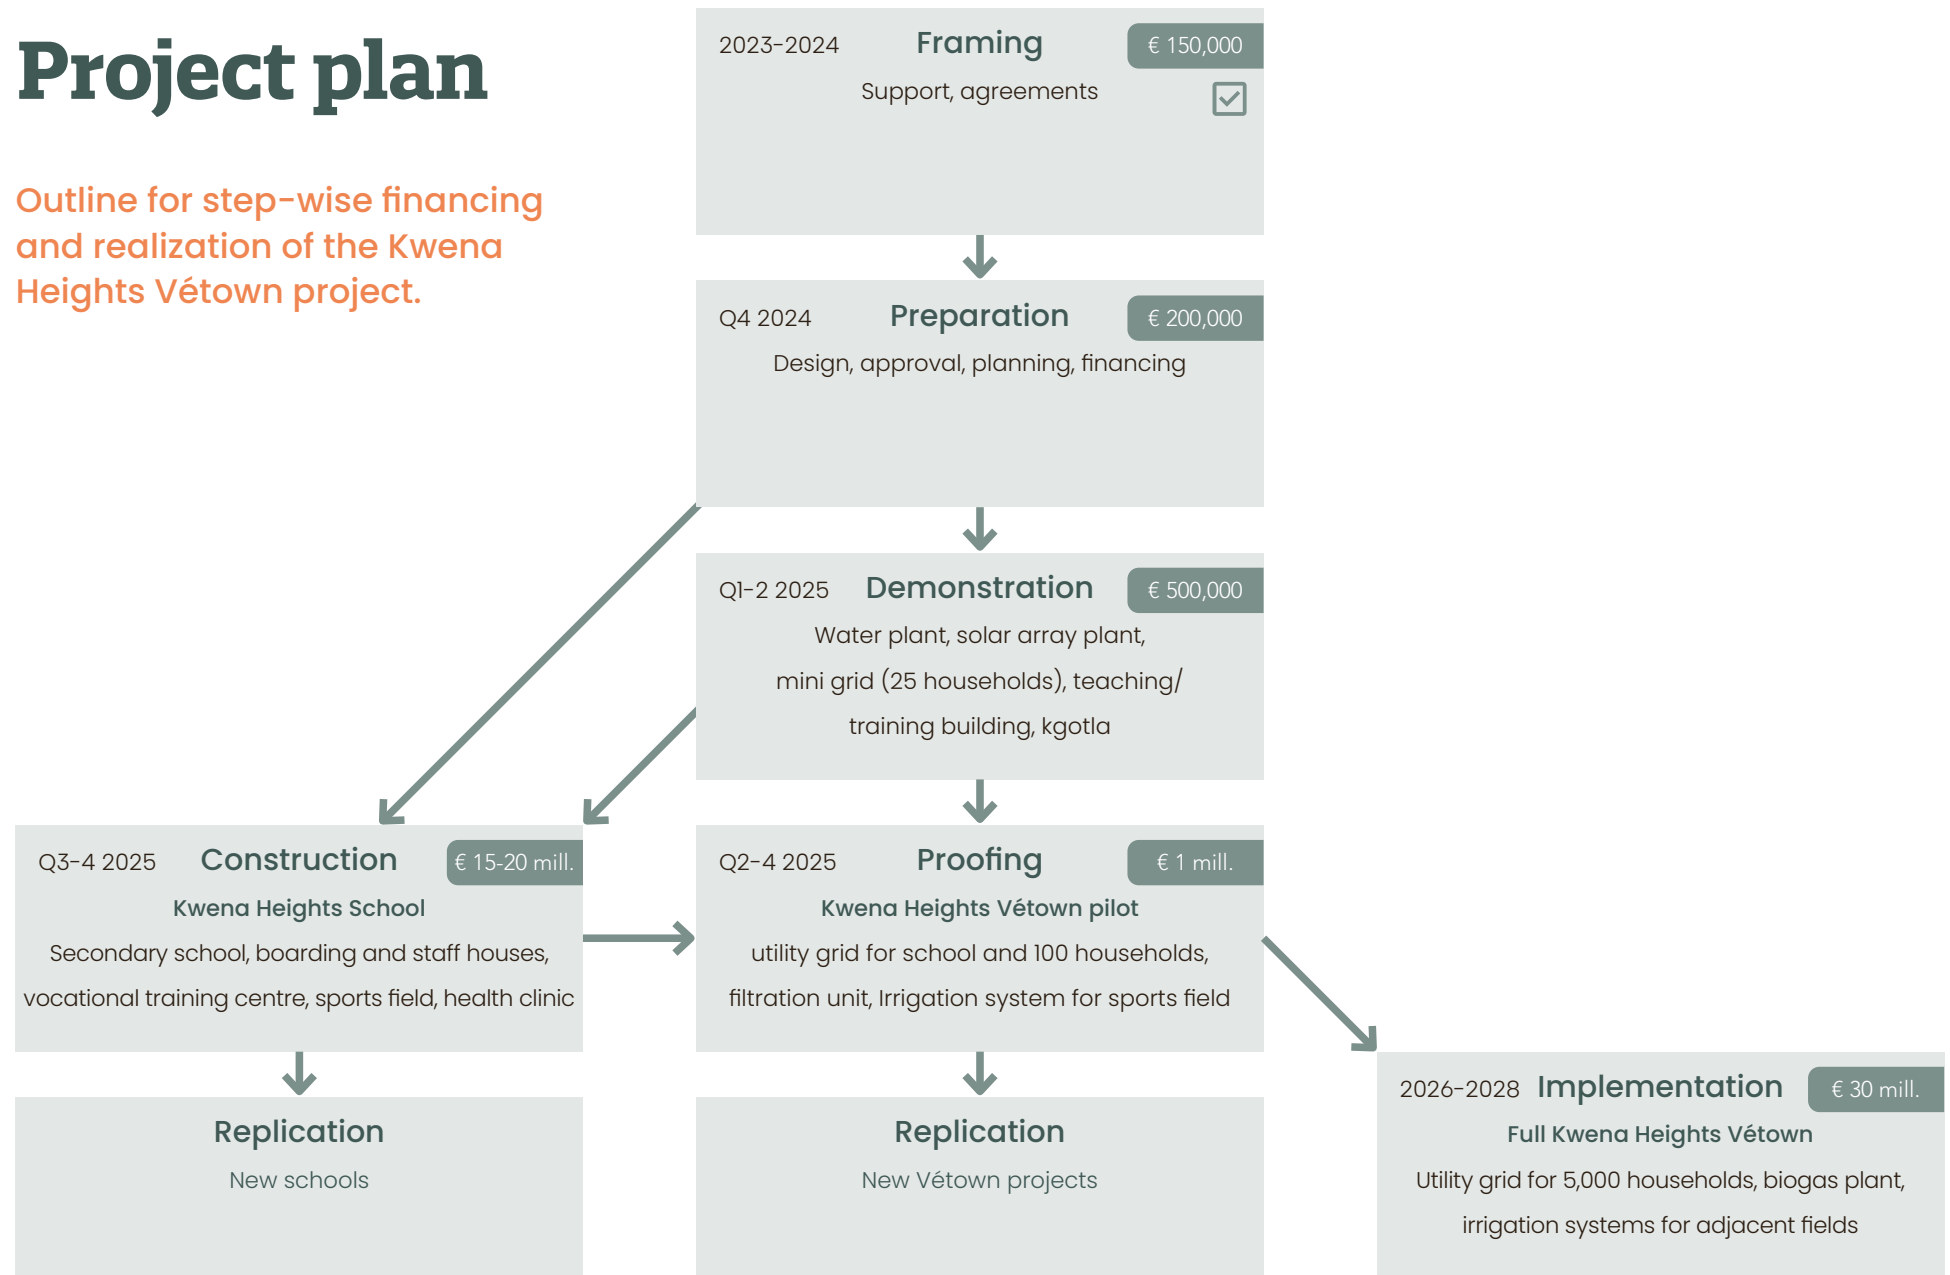 Project plan
Outline for step-wise financing
and realization of the Kwena
Heights Vétown project.
2023-2024 Framing € 150,000
Support, agreements
Q4 2024 Preparation € 200,000
Design, approval, planning, financing
Q1-2 2025 Demonstration € 500,000
Water plant, solar array plant,
mini grid (25 households), teaching/
training building, kgotla
Q3-4 2025 Construction € 15-20 mill.
Kwena Heights School
Secondary school, boarding and staff houses,
vocational training centre, sports field, health clinic
Q2-4 2025 Proofing € 1 mill.
Kwena Heights Vétown pilot
utility grid for school and 100 households,
filtration unit, Irrigation system for sports field
Replication
New schools
Replication
New Vétown projects
2026-2028 Implementation € 30 mill.
Full Kwena Heights Vétown
Utility grid for 5,000 households, biogas plant,
irrigation systems for adjacent fields